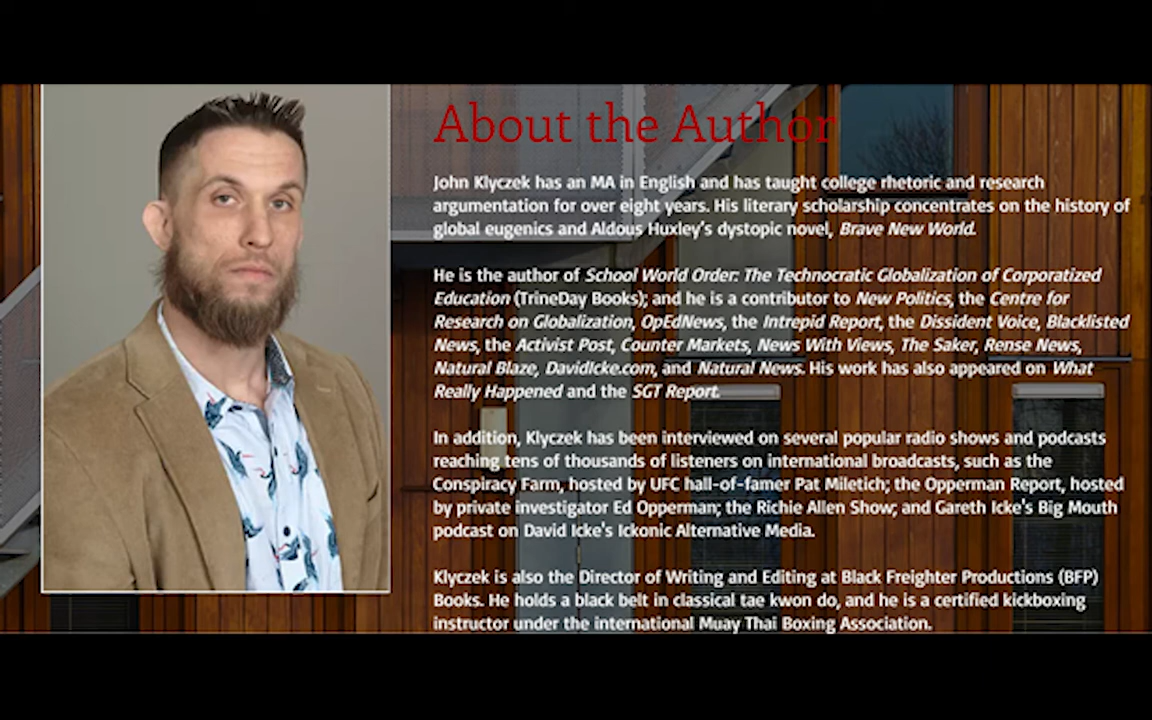 About the Author
John Klyczek has an MA in English and has taught college rhetoric and research
argumentation for over eight years. His literary scholarship concentrates on the history of
global eugenics and Aldous Huxley's dystopic novel, Brave New World.
He is the author of School World Order: The Technocratic Globalization of Corporatized
Education (TrineDay Books); and he is a contributor to New Politics, the Centre for
Research on Globalization, OpEdNews, the Intrepid Report, the Dissident Voice, Blacklisted
News, the Activist Post, Counter Markets, News With Views, The Saker, Rense News,
Natural Blaze, DavidIcke.com, and Natural News. His work has also appeared on What
Really Happened and the SGT Report.
In addition, Klyczek has been interviewed on several popular radio shows and podcasts
reaching tens of thousands of listeners on international broadcasts, such as the
Conspiracy Farm, hosted by UFC hall-of-famer Pat Miletich; the Opperman Report, hosted
by private investigator Ed Opperman; the Richie Allen Show; and Gareth Icke's Big Mouth
podcast on David Icke's Ickonic Alternative Media.
Klyczek is also the Director of Writing and Editing at Black Freighter Productions (BFP)
Books. He holds a black belt in classical tae kwon do, and he is a certified kickboxing
instructor under the international Muay Thai Boxing Association.